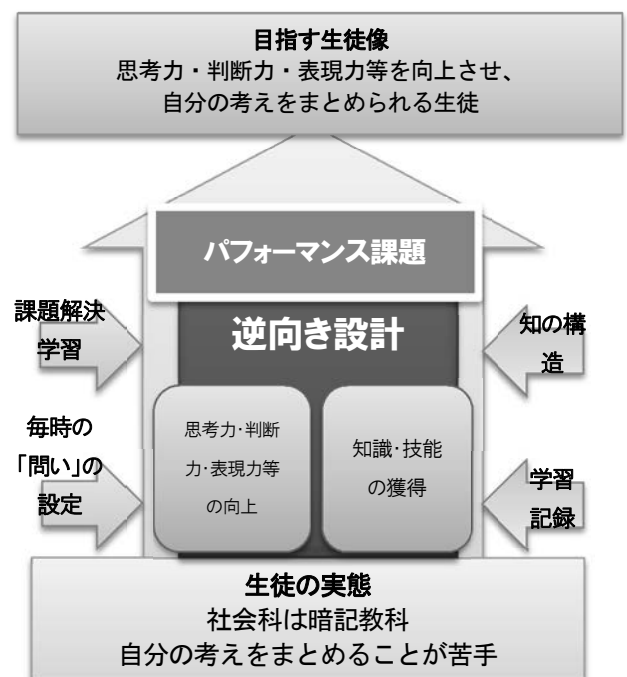 目指す生徒像
思考力・判断力・表現力等を向上させ、
自分の考えをまとめられる生徒
パフォーマンス課題
逆向き設計
課題解決
学習
知の構
造
毎時の
「問い」の
設定
思考力・判断
力・表現力等
の向上
知識・技能
の獲得
学習
記録
生徒の実態
社会科は暗記教科
自分の考えをまとめることが苦手